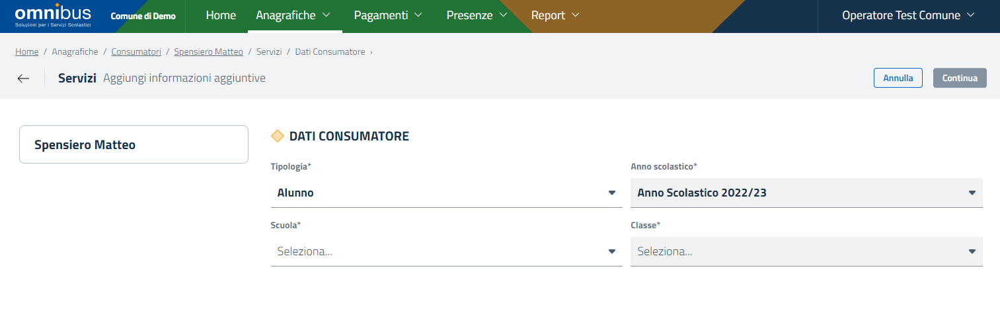 omnibus
Soluzioni per i Servizi Scolastici
Comune di Demo
Home Anagrafiche Pagamenti Presenze Report
Operatore Test Comune
Home / Anagrafiche / Consumatori / Spensiero Matteo / Servizi / Dati Consumatore ›
← Servizi Aggiungi informazioni aggiuntive
Annulla Continua
Spensiero Matteo
DATI CONSUMATORE
Tipologia* Anno scolastico*
Alunno Anno Scolastico 2022/23
Scuola* Classe*
Seleziona... Seleziona...